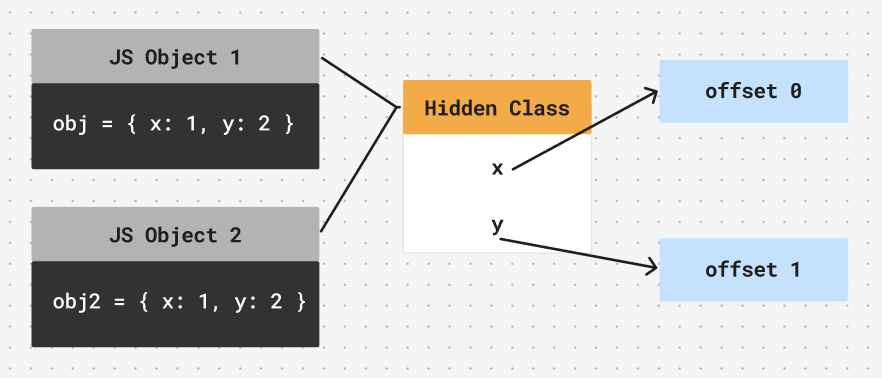 JS Object 1
obj = { x: 1, y: 2 }
JS Object 2
obj2 = { x: 1, y: 2 }
Hidden Class
x
y
offset 0
offset 1